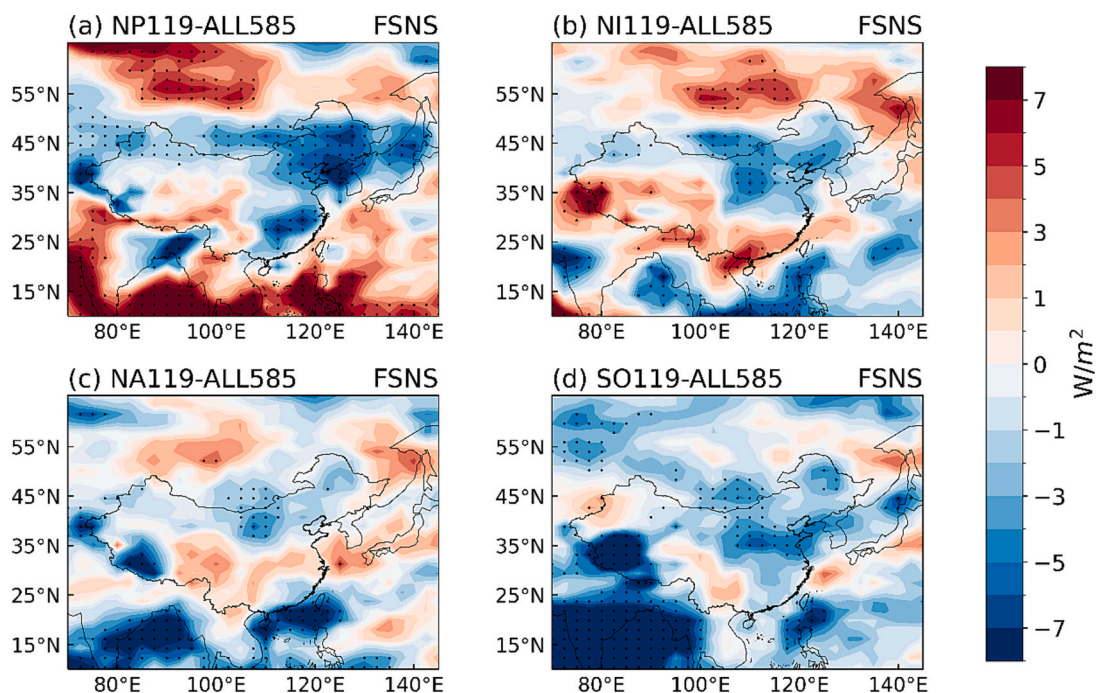 (a) NP119-ALL585 FSNS
55°N
45°N
35°N
25°N
15°N
80°E 100°E 120°E 140°E
(b) NI119-ALL585 FSNS
55°N
45°N
35°N
25°N
15°N
80°E 100°E 120°E 140°E
(c) NA119-ALL585 FSNS
55°N
45°N
35°N
25°N
15°N
80°E 100°E 120°E 140°E
(d) SO119-ALL585 FSNS
55°N
45°N
35°N
25°N
15°N
80°E 100°E 120°E 140°E
7
5
3
1
0
−1
−3
−5
−7
W/m²